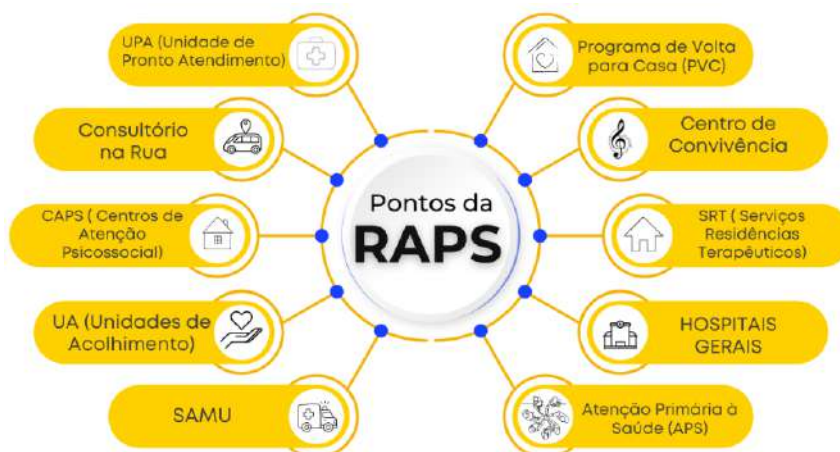 UPA (Unidade de
Pronto Atendimento)
Consultório
na Rua
CAPS ( Centros de
Atenção
Psicossocial)
UA (Unidades de
Acolhimento)
SAMU
Pontos da
RAPS
Programa de Volta
para Casa (PVC)
Centro de
Convivência
SRT ( Serviços
Residências
Terapêuticos)
HOSPITAIS
GERAIS
Atenção Primária à
Saúde (APS)